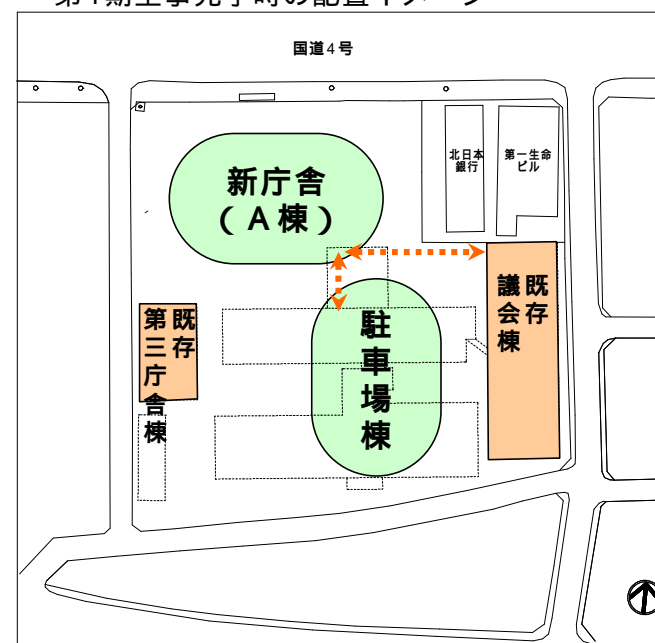 国道4号
北日本
銀行
第一生命
ビル
新庁舎
（A棟）
既存
議会棟
既存
第三庁舎棟
駐車場棟